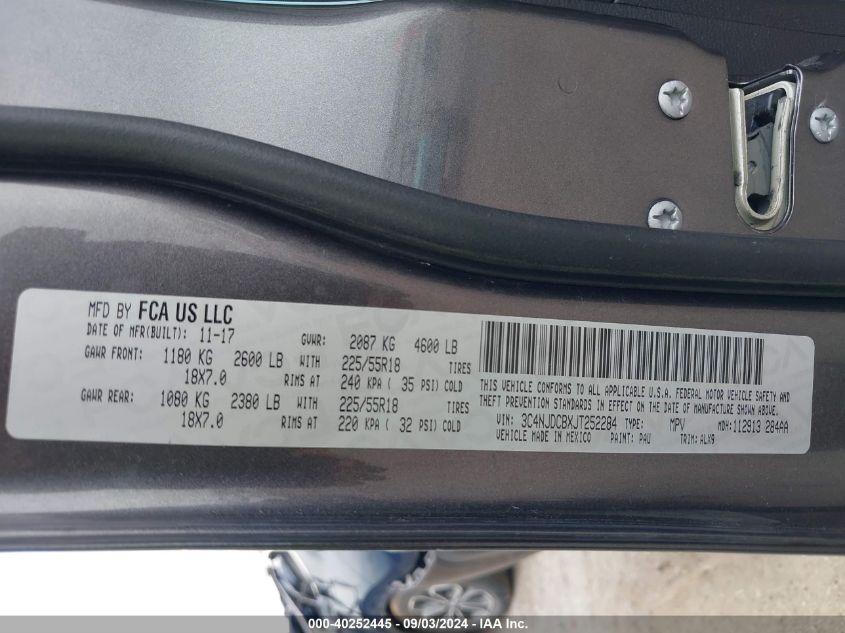 MFD BY FCA US LLC
DATE OF MFR(BUILT): 11-17 GVWR: 2087 KG 4600 LB
GAWR FRONT: 1180 KG 2600 LB WITH 225/55R18 TIRES
18X7.0 RIMS AT 240 KPA ( 35 PSI) COLD
GAWR REAR: 1080 KG 2380 LB WITH 225/55R18 TIRES
18X7.0 RIMS AT 220 KPA ( 32 PSI) COLD
THIS VEHICLE CONFORMS TO ALL APPLICABLE U.S.A. FEDERAL MOTOR VEHICLE SAFETY AND
THEFT PREVENTION STANDARDS IN EFFECT ON THE DATE OF MANUFACTURE SHOWN ABOVE.
VIN: 3C4NJDCBXJT252284 TYPE: MPV MDH:112913 284AA
VEHICLE MADE IN MEXICO PAINT: PAU TRIM: ALX9
000-40252445 - 09/03/2024 - IAA Inc.